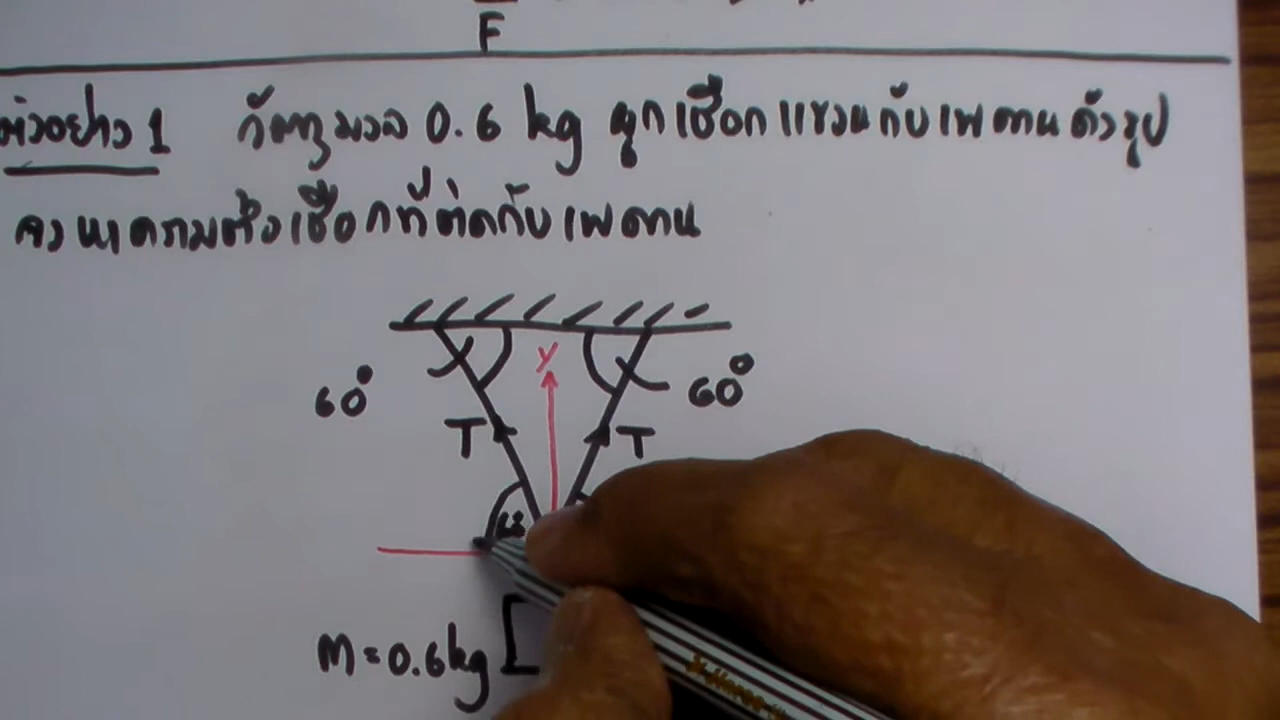 F
ตัวอย่าง 1 วัตถุมวล 0.6 kg ผูกเชือกแขวนกับเพดานดังรูป
จงหาความตึงเชือกที่ติดกับเพดาน
y
60° 60°
T T
m = 0.6 kg